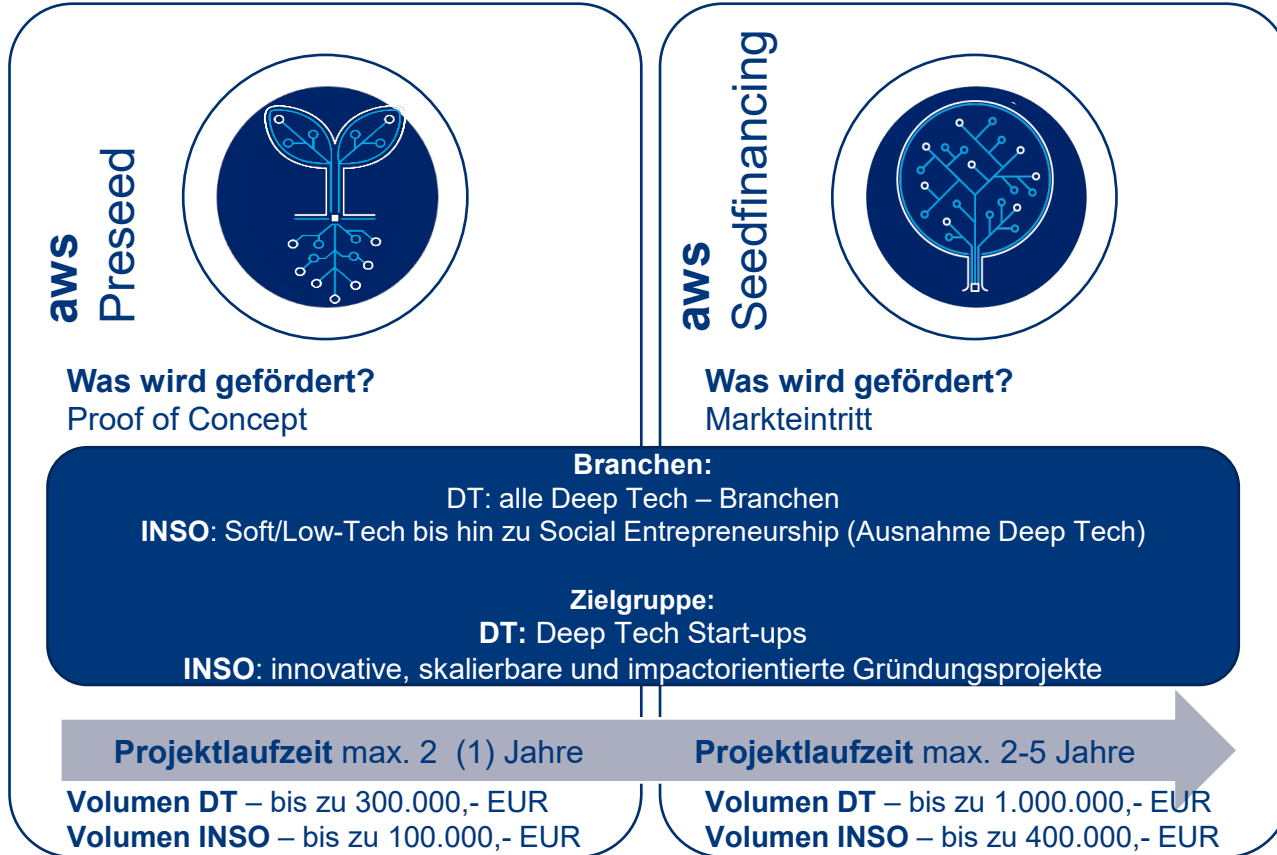 aws
Preseed
Was wird gefördert?
Proof of Concept
aws
Seedfinancing
Was wird gefördert?
Markteintritt
Branchen:
DT: alle Deep Tech – Branchen
INSO: Soft/Low-Tech bis hin zu Social Entrepreneurship (Ausnahme Deep Tech)
Zielgruppe:
DT: Deep Tech Start-ups
INSO: innovative, skalierbare und impactorientierte Gründungsprojekte
Projektlaufzeit max. 2 (1) Jahre
Projektlaufzeit max. 2-5 Jahre
Volumen DT – bis zu 300.000,- EUR
Volumen INSO – bis zu 100.000,- EUR
Volumen DT – bis zu 1.000.000,- EUR
Volumen INSO – bis zu 400.000,- EUR